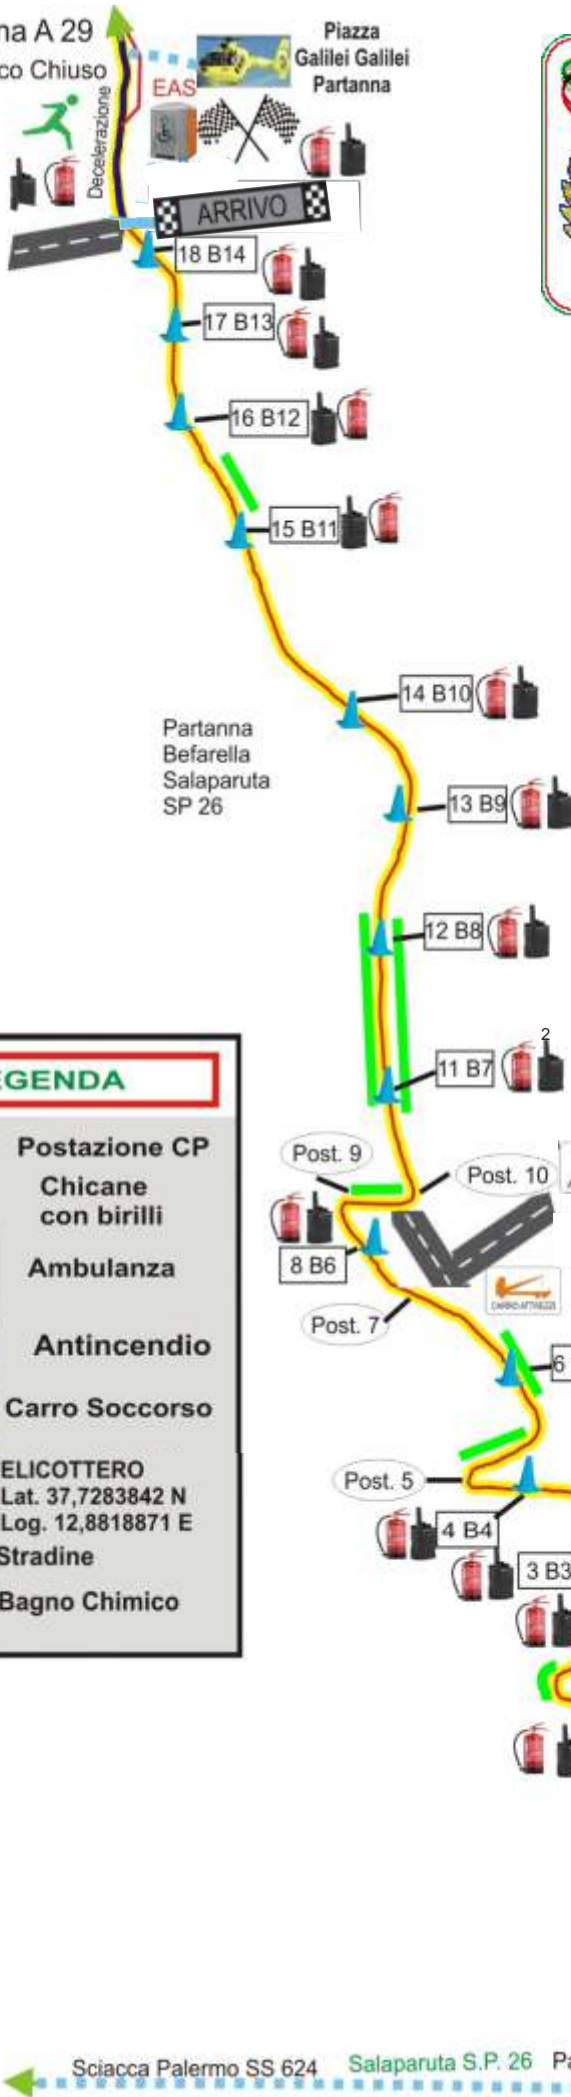 na A 29
co Chiuso
Piazza
Galilei Galilei
Partanna
EAS
Decelerazione
ARRIVO
18 B14
17 B13
16 B12
15 B11
14 B10
Partanna
Befarella
Salaparuta
SP 26
13 B9
12 B8
2
11 B7
EGENDA
Postazione CP
Chicane
con birilli
Ambulanza
Antincendio
Carro Soccorso
ELICOTTERO
Lat. 37,7283842 N
Log. 12,8818871 E
Stradine
Bagno Chimico
Post. 9
Post. 10
8 B6
CARRO ATTREZZI
Post. 7
6
Post. 5
4 B4
3 B3
Sciacca Palermo SS 624 Salaparuta S.P. 26 Pa